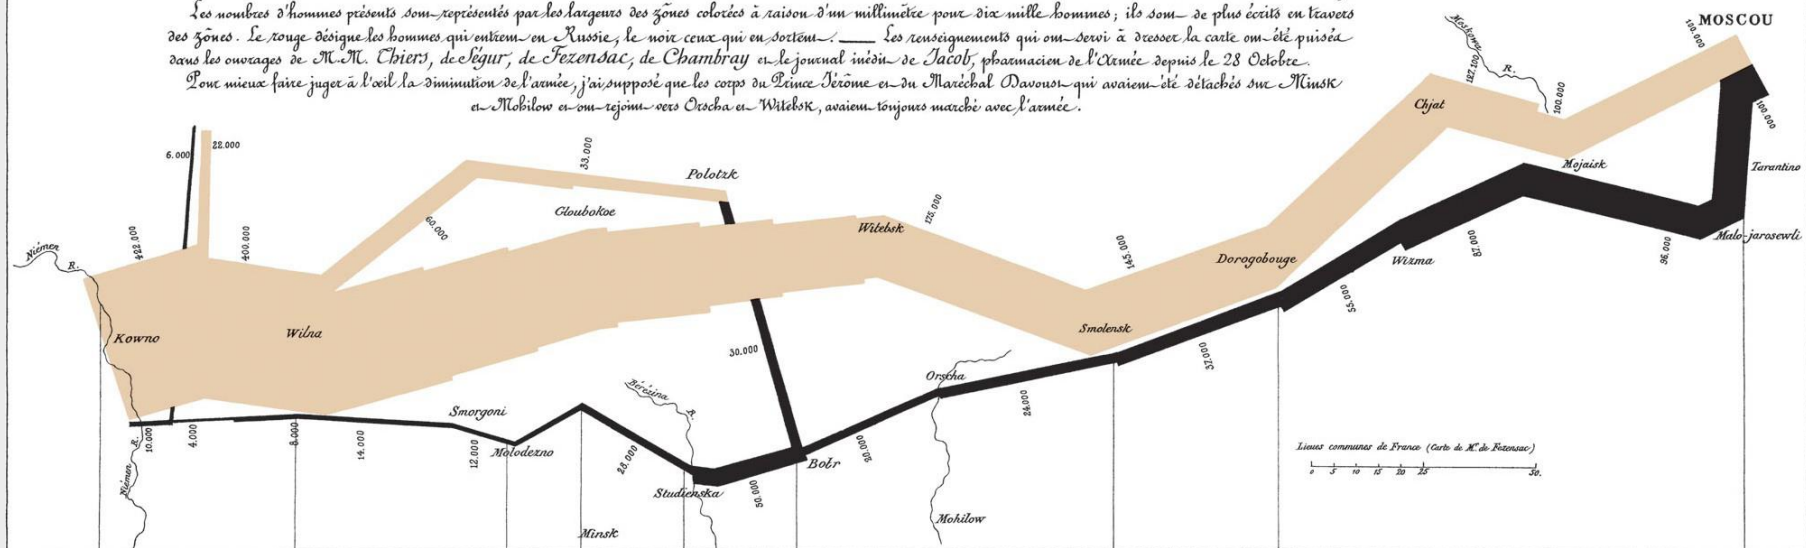 Les nombres d'hommes présents sont représentés par les largeurs des zônes colorées à raison d'un millimètre pour dix mille hommes; ils sont de plus écrits en travers
des zônes. Le rouge désigne les hommes qui entrent en Russie, le noir ceux qui en sortent. ___ Les renseignements qui ont servi à dresser la carte ont été puisés
dans les ouvrages de M.M. Thiers, de Ségur, de Fezensac, de Chambray et le journal inédit de Jacob, pharmacien de l'Armée depuis le 28 Octobre.
Pour mieux faire juger à l'œil la diminution de l'armée, j'ai supposé que les corps du Prince Jérôme et du Maréchal Davoust qui avaient été détachés sur Minsk
et Mohilow et ont rejoint vers Orscha et Witebsk, avaient toujours marché avec l'armée.
MOSCOU
100.000
Moskowa
R.
127.100
100.000
Chjat
Mojaisk
100.000
Tarantino
Malo-jarosewli
6.000
22.000
33.000
Polotzk
Gloubokoe
60.000
175.000
Witebsk
422.000
400.000
Niémen
R.
145.000
Dorogobouge
Wizma
87.000
96.000
55.000
Kowno
Wilna
Smolensk
30.000
37.000
Orscha
24.000
Bérézina
R.
Smorgoni
10.000
4.000
8.000
14.000
12.000
Molodezno
28.000
20.000
Bobr
Studienska
50.000
R.
Niémen
Minsk
Mohilow
Lieues communes de France (Carte de M. de Fezensac)
0 5 10 15 20 25 50.